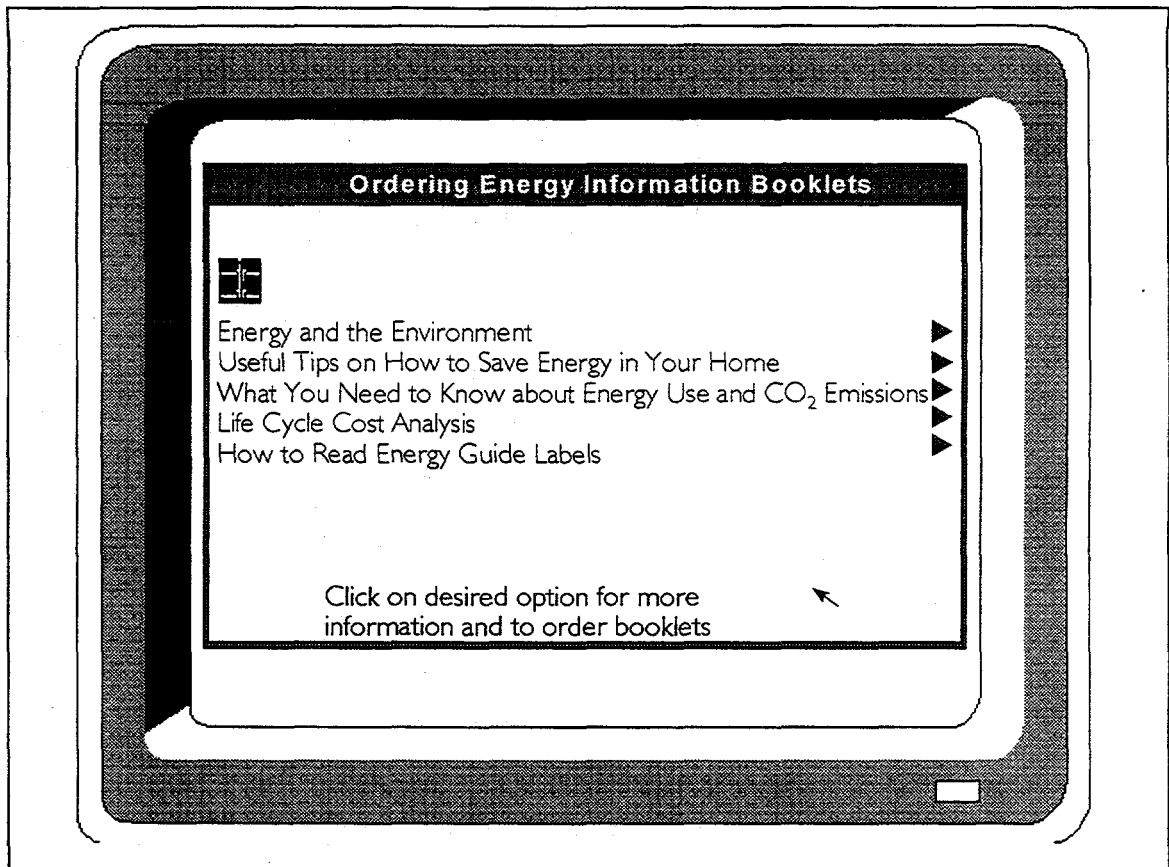 Ordering Energy Information Booklets
Energy and the Environment
Useful Tips on How to Save Energy in Your Home
What You Need to Know about Energy Use and CO₂ Emissions
Life Cycle Cost Analysis
How to Read Energy Guide Labels
Click on desired option for more
information and to order booklets